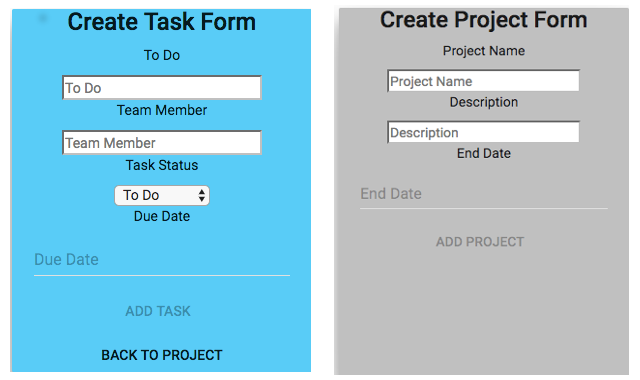 Create Task Form
To Do
To Do
Team Member
Team Member
Task Status
To Do
Due Date
Due Date
ADD TASK
BACK TO PROJECT
Create Project Form
Project Name
Project Name
Description
Description
End Date
End Date
ADD PROJECT